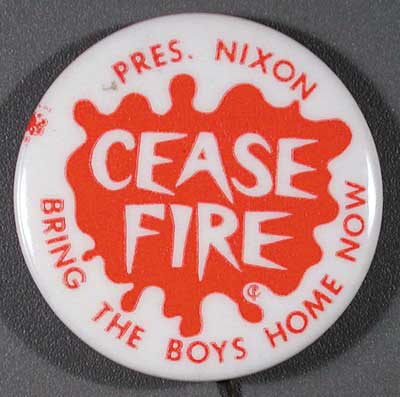 PRES. NIXON
CEASE
FIRE
BRING THE BOYS HOME NOW